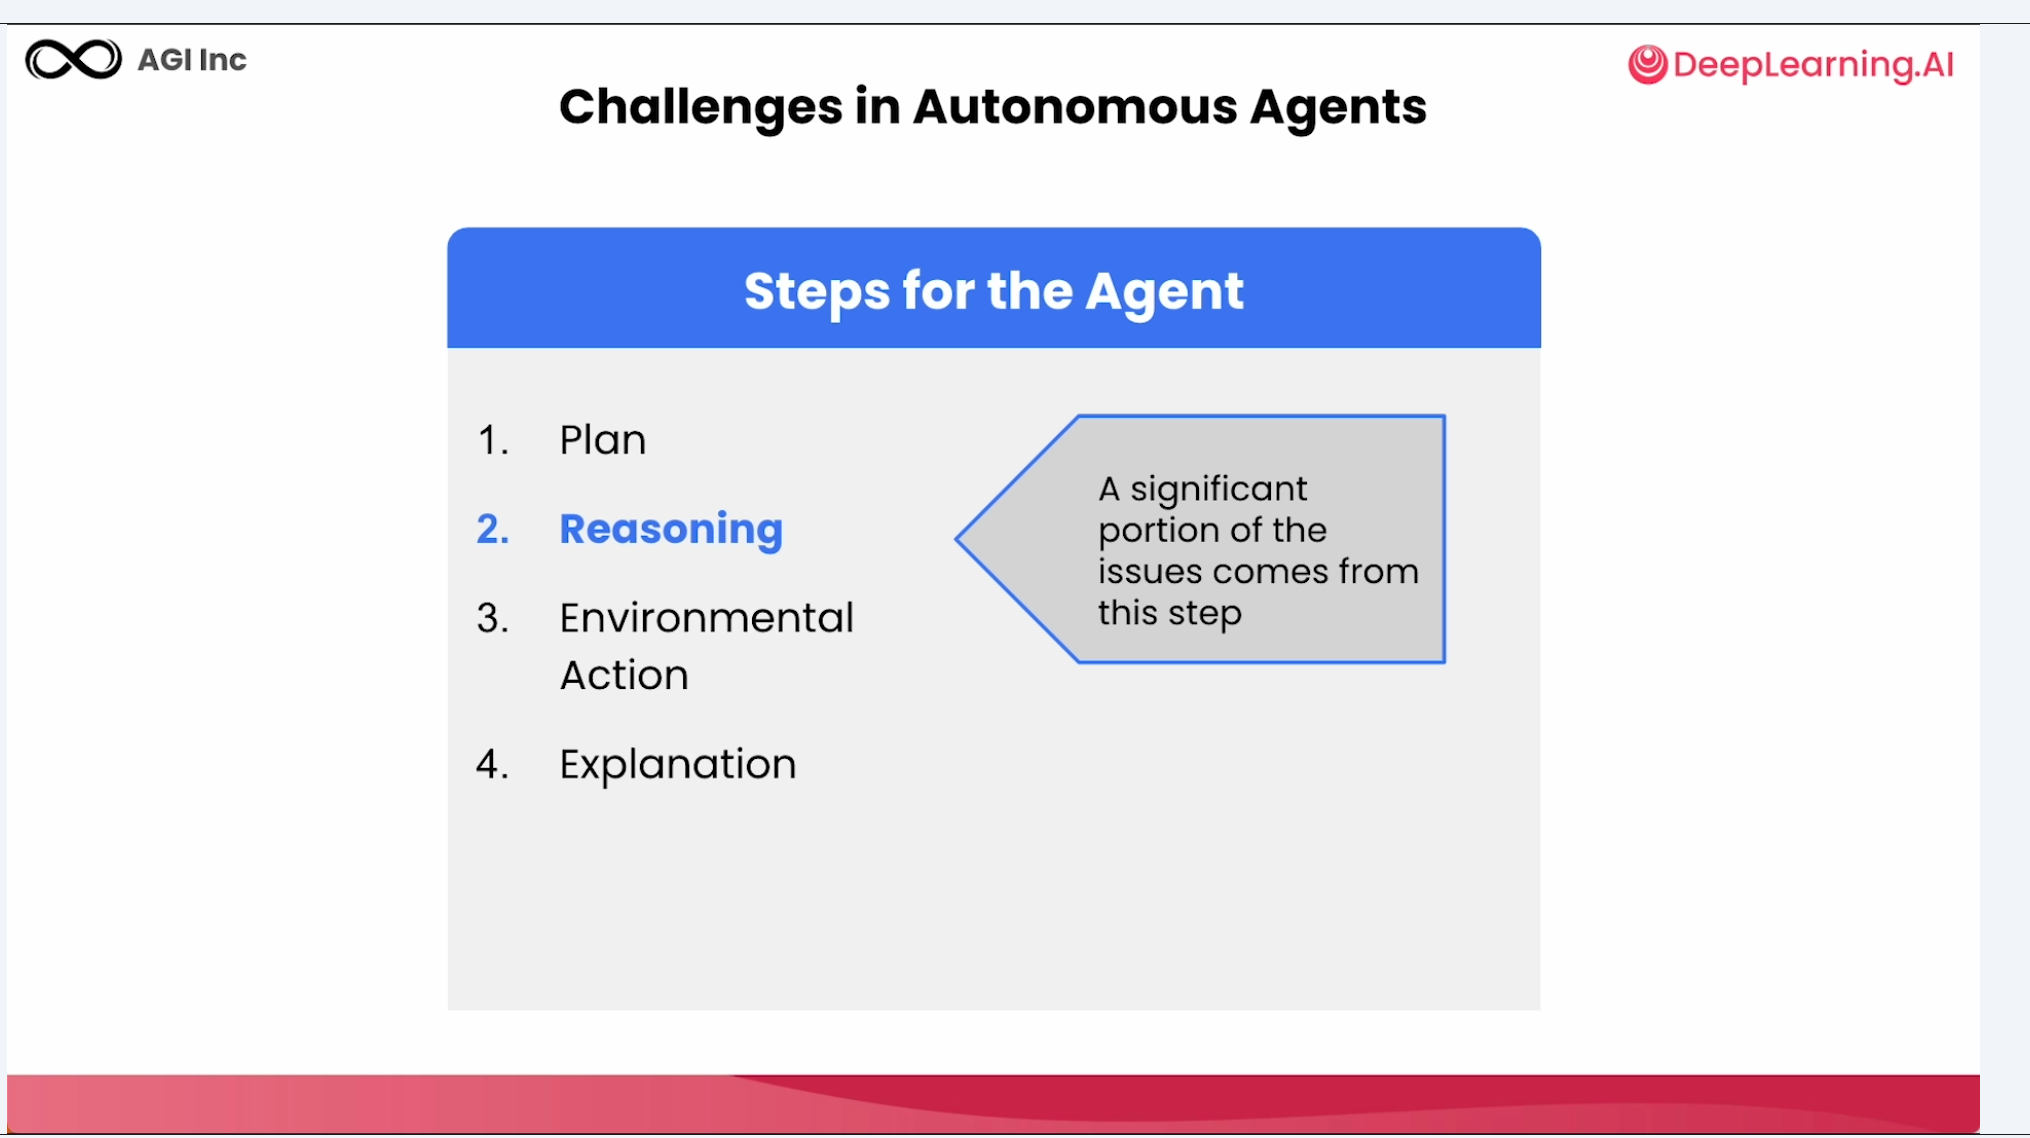 AGI Inc
DeepLearning.AI
Challenges in Autonomous Agents
Steps for the Agent
1. Plan
2. Reasoning
3. Environmental
Action
4. Explanation
A significant
portion of the
issues comes from
this step